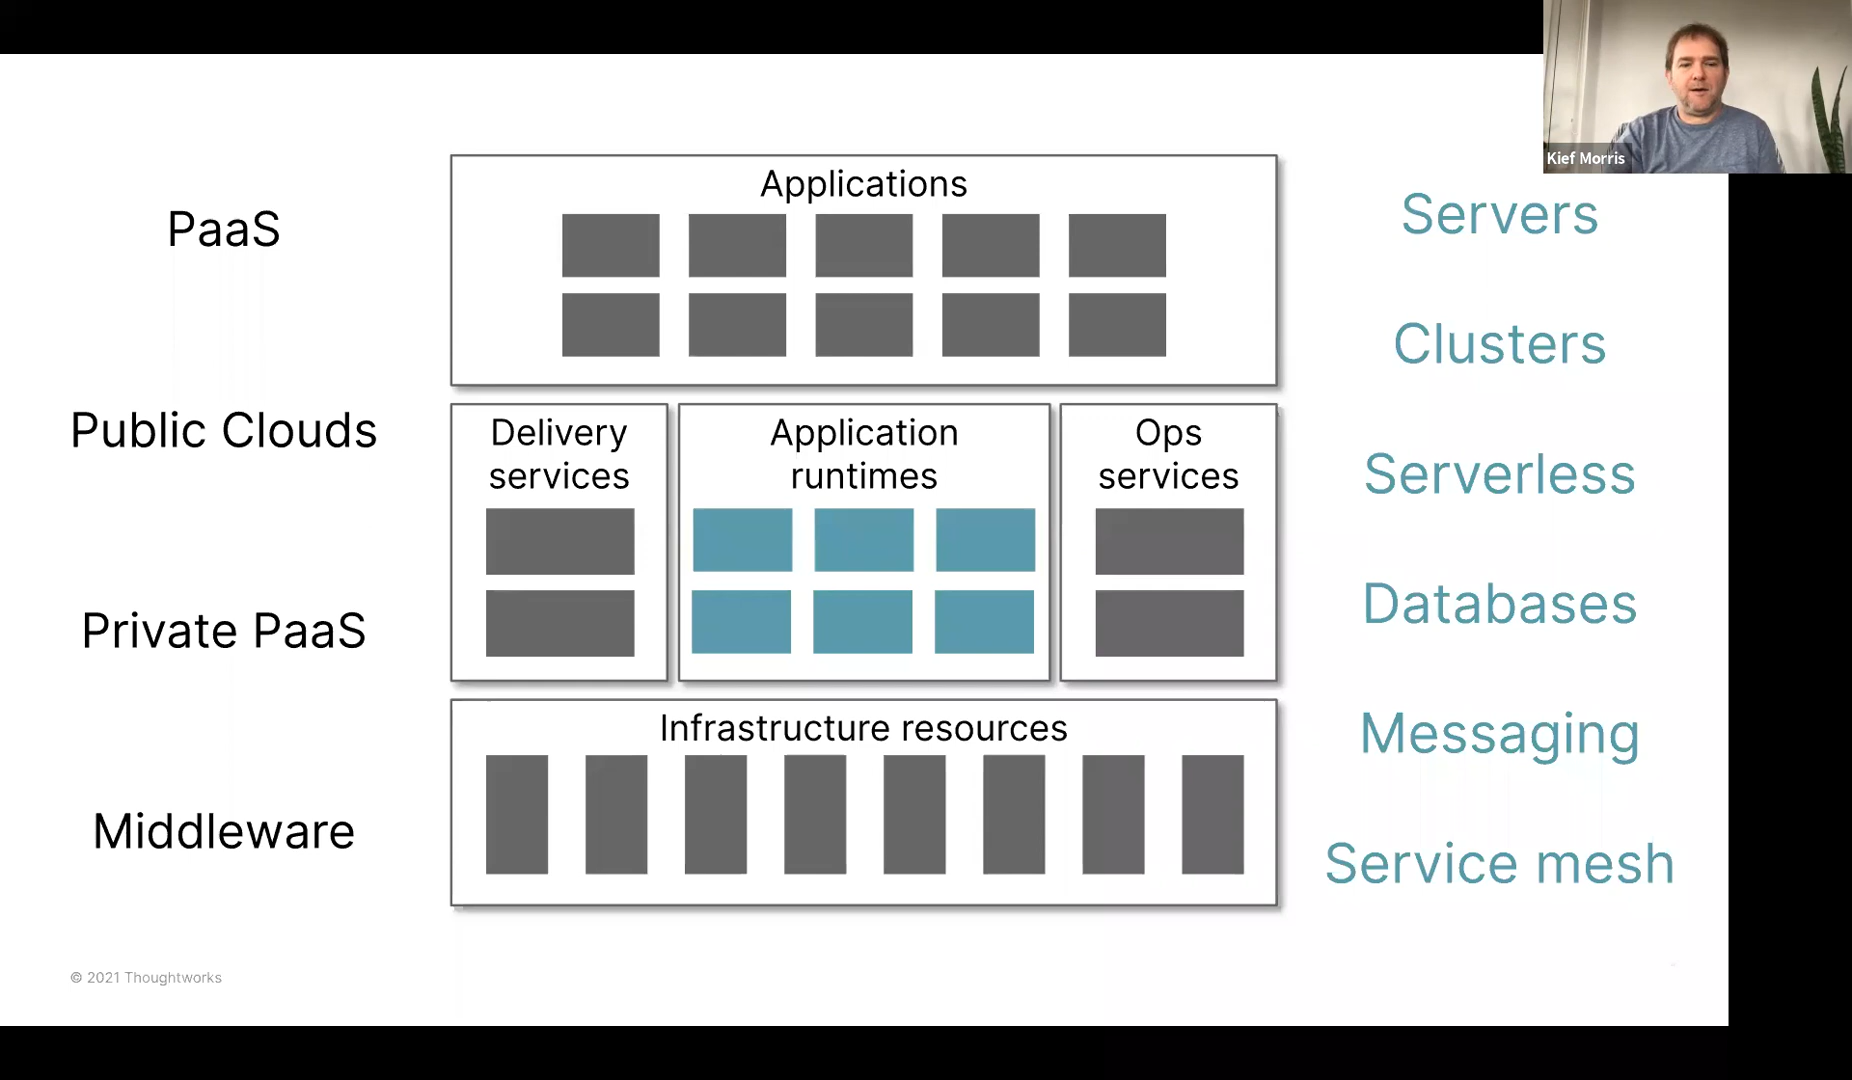 Kief Morris
PaaS
Public Clouds
Private PaaS
Middleware
Applications
Delivery
services
Application
runtimes
Ops
services
Infrastructure resources
Servers
Clusters
Serverless
Databases
Messaging
Service mesh
© 2021 Thoughtworks